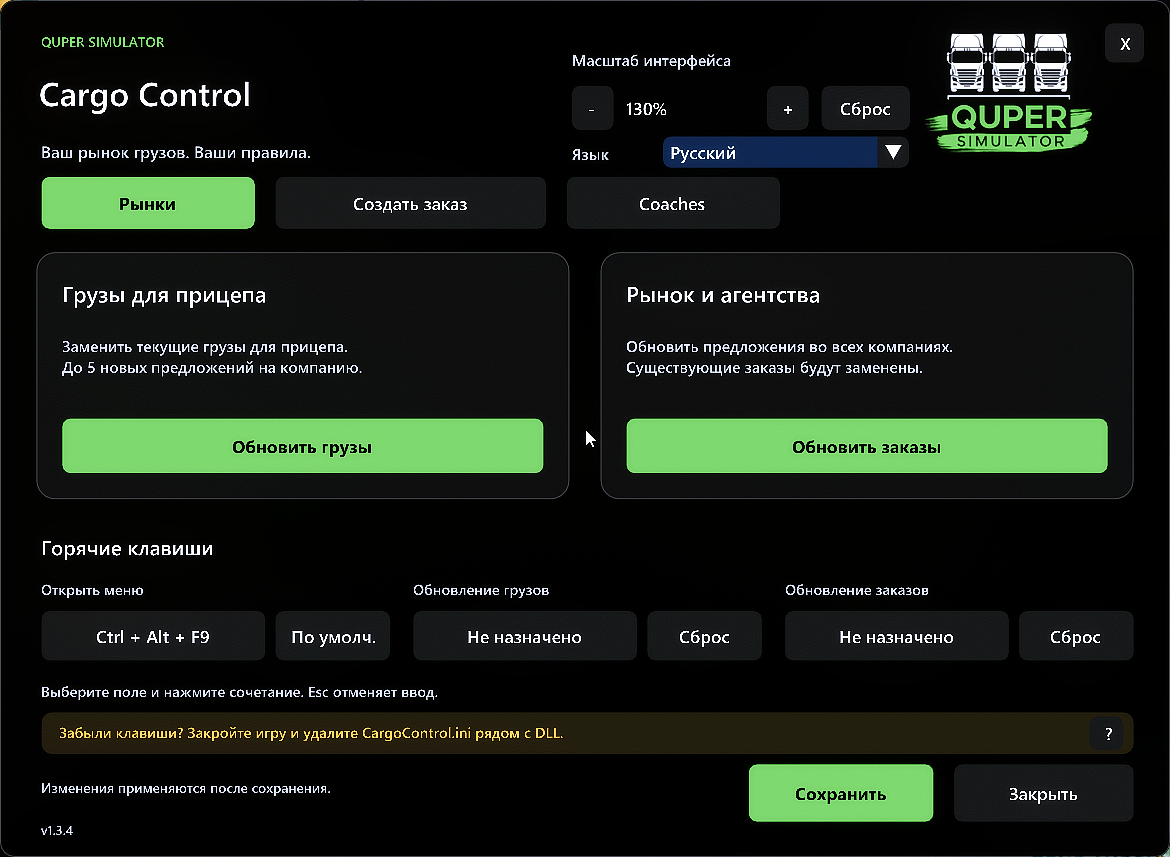 QUPER SIMULATOR
Cargo Control
Ваш рынок грузов. Ваши правила.
Масштаб интерфейса
- 130% + Сброс
Язык Русский
QUPER
SIMULATOR
X
Рынки Создать заказ Coaches
Грузы для прицепа
Заменить текущие грузы для прицепа.
До 5 новых предложений на компанию.
Обновить грузы
Рынок и агентства
Обновить предложения во всех компаниях.
Существующие заказы будут заменены.
Обновить заказы
Горячие клавиши
Открыть меню Обновление грузов Обновление заказов
Ctrl + Alt + F9 По умолч. Не назначено Сброс Не назначено Сброс
Выберите поле и нажмите сочетание. Esc отменяет ввод.
Забыли клавиши? Закройте игру и удалите CargoControl.ini рядом с DLL. ?
Изменения применяются после сохранения.
Сохранить Закрыть
v1.3.4